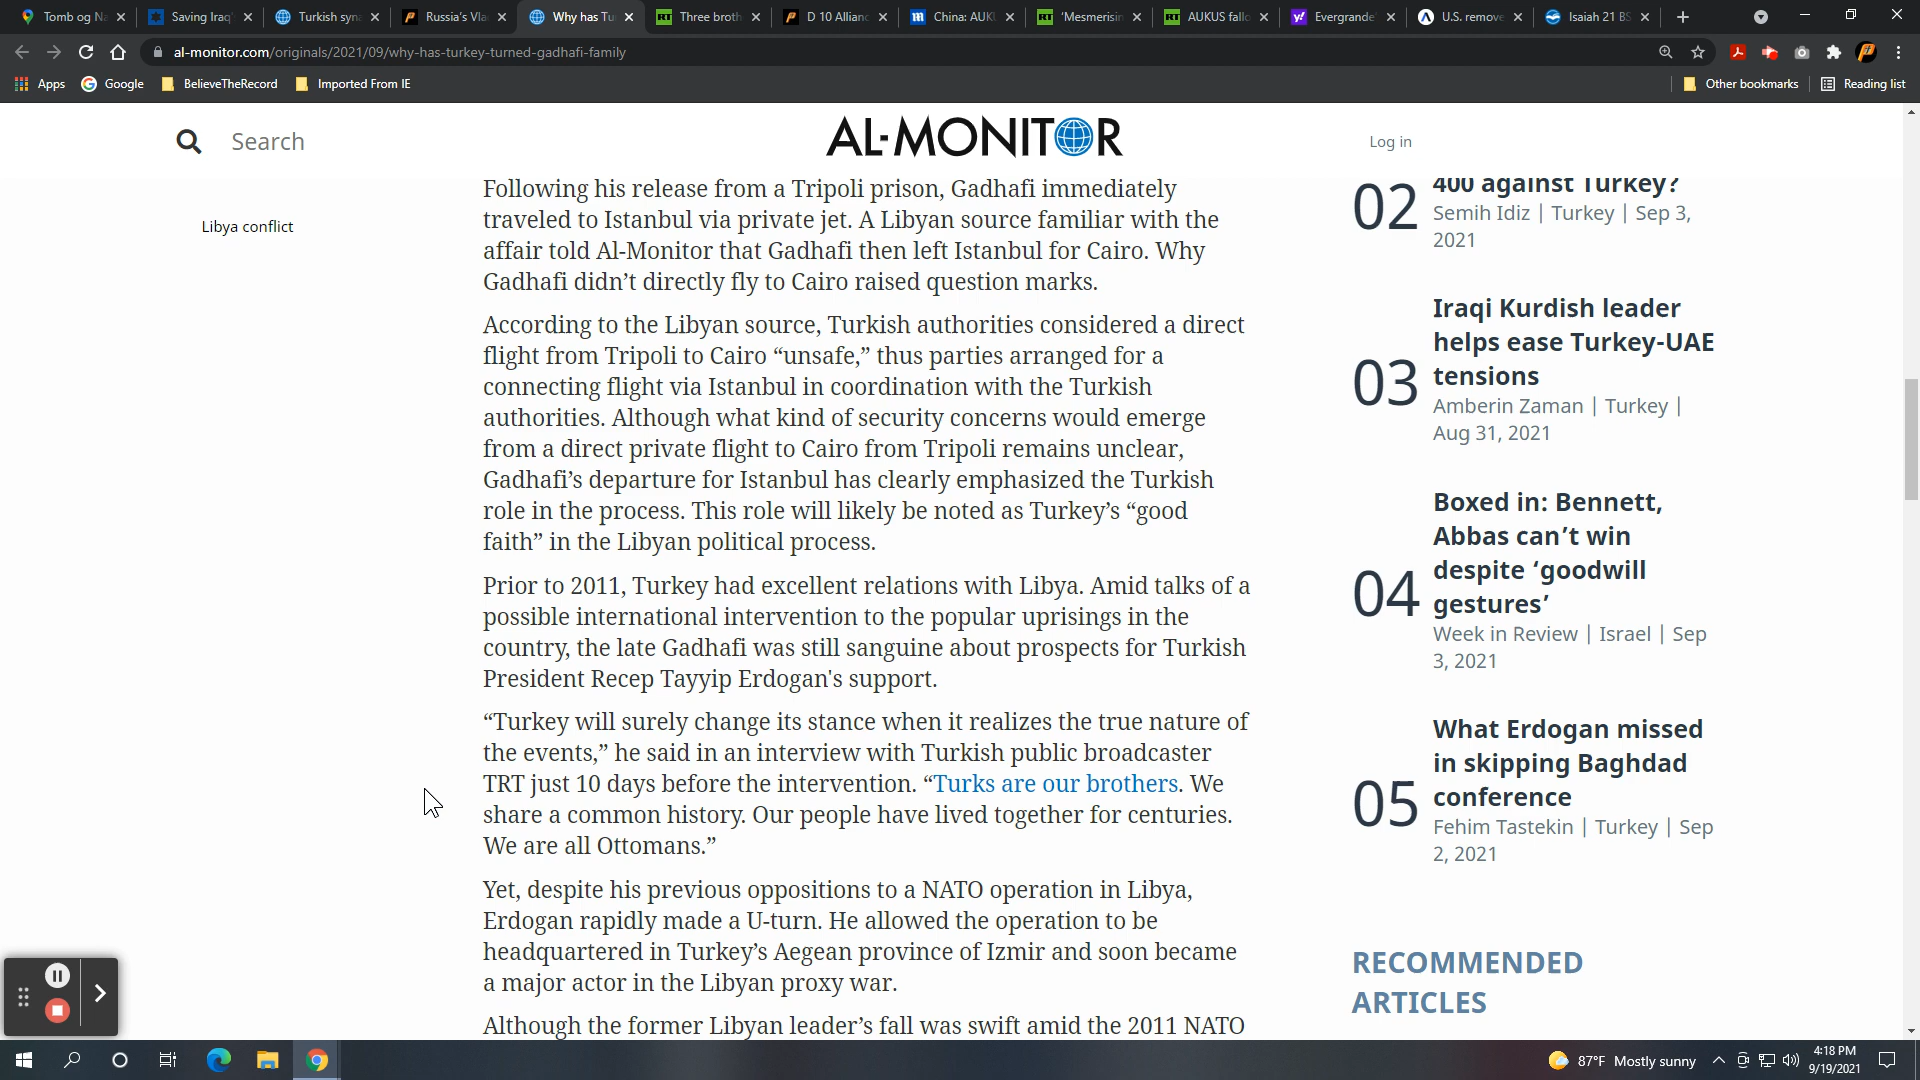 Tomb og Na
Saving Iraq'
Turkish syna
Russia's Vla
Why has Tu
Three broth
D 10 Allianc
China: AUK
'Mesmerisin
AUKUS fallo
Evergrande'
U.S. remove
Isaiah 21 BS
al-monitor.com/originals/2021/09/why-has-turkey-turned-gadhafi-family
Apps
Google
BelieveTheRecord
Imported From IE
Other bookmarks
Reading list
Search
AL-MONITOR
Log in
Libya conflict
Following his release from a Tripoli prison, Gadhafi immediately
traveled to Istanbul via private jet. A Libyan source familiar with the
affair told Al-Monitor that Gadhafi then left Istanbul for Cairo. Why
Gadhafi didn’t directly fly to Cairo raised question marks.
According to the Libyan source, Turkish authorities considered a direct
flight from Tripoli to Cairo “unsafe,” thus parties arranged for a
connecting flight via Istanbul in coordination with the Turkish
authorities. Although what kind of security concerns would emerge
from a direct private flight to Cairo from Tripoli remains unclear,
Gadhafi’s departure for Istanbul has clearly emphasized the Turkish
role in the process. This role will likely be noted as Turkey’s “good
faith” in the Libyan political process.
Prior to 2011, Turkey had excellent relations with Libya. Amid talks of a
possible international intervention to the popular uprisings in the
country, the late Gadhafi was still sanguine about prospects for Turkish
President Recep Tayyip Erdogan's support.
“Turkey will surely change its stance when it realizes the true nature of
the events,” he said in an interview with Turkish public broadcaster
TRT just 10 days before the intervention. “Turks are our brothers. We
share a common history. Our people have lived together for centuries.
We are all Ottomans.”
Yet, despite his previous oppositions to a NATO operation in Libya,
Erdogan rapidly made a U-turn. He allowed the operation to be
headquartered in Turkey’s Aegean province of Izmir and soon became
a major actor in the Libyan proxy war.
Although the former Libyan leader’s fall was swift amid the 2011 NATO
02
400 against Turkey?
Semih Idiz | Turkey | Sep 3,
2021
03
Iraqi Kurdish leader
helps ease Turkey-UAE
tensions
Amberin Zaman | Turkey |
Aug 31, 2021
04
Boxed in: Bennett,
Abbas can’t win
despite ‘goodwill
gestures’
Week in Review | Israel | Sep
3, 2021
05
What Erdogan missed
in skipping Baghdad
conference
Fehim Tastekin | Turkey | Sep
2, 2021
RECOMMENDED
ARTICLES
87°F Mostly sunny
4:18 PM
9/19/2021